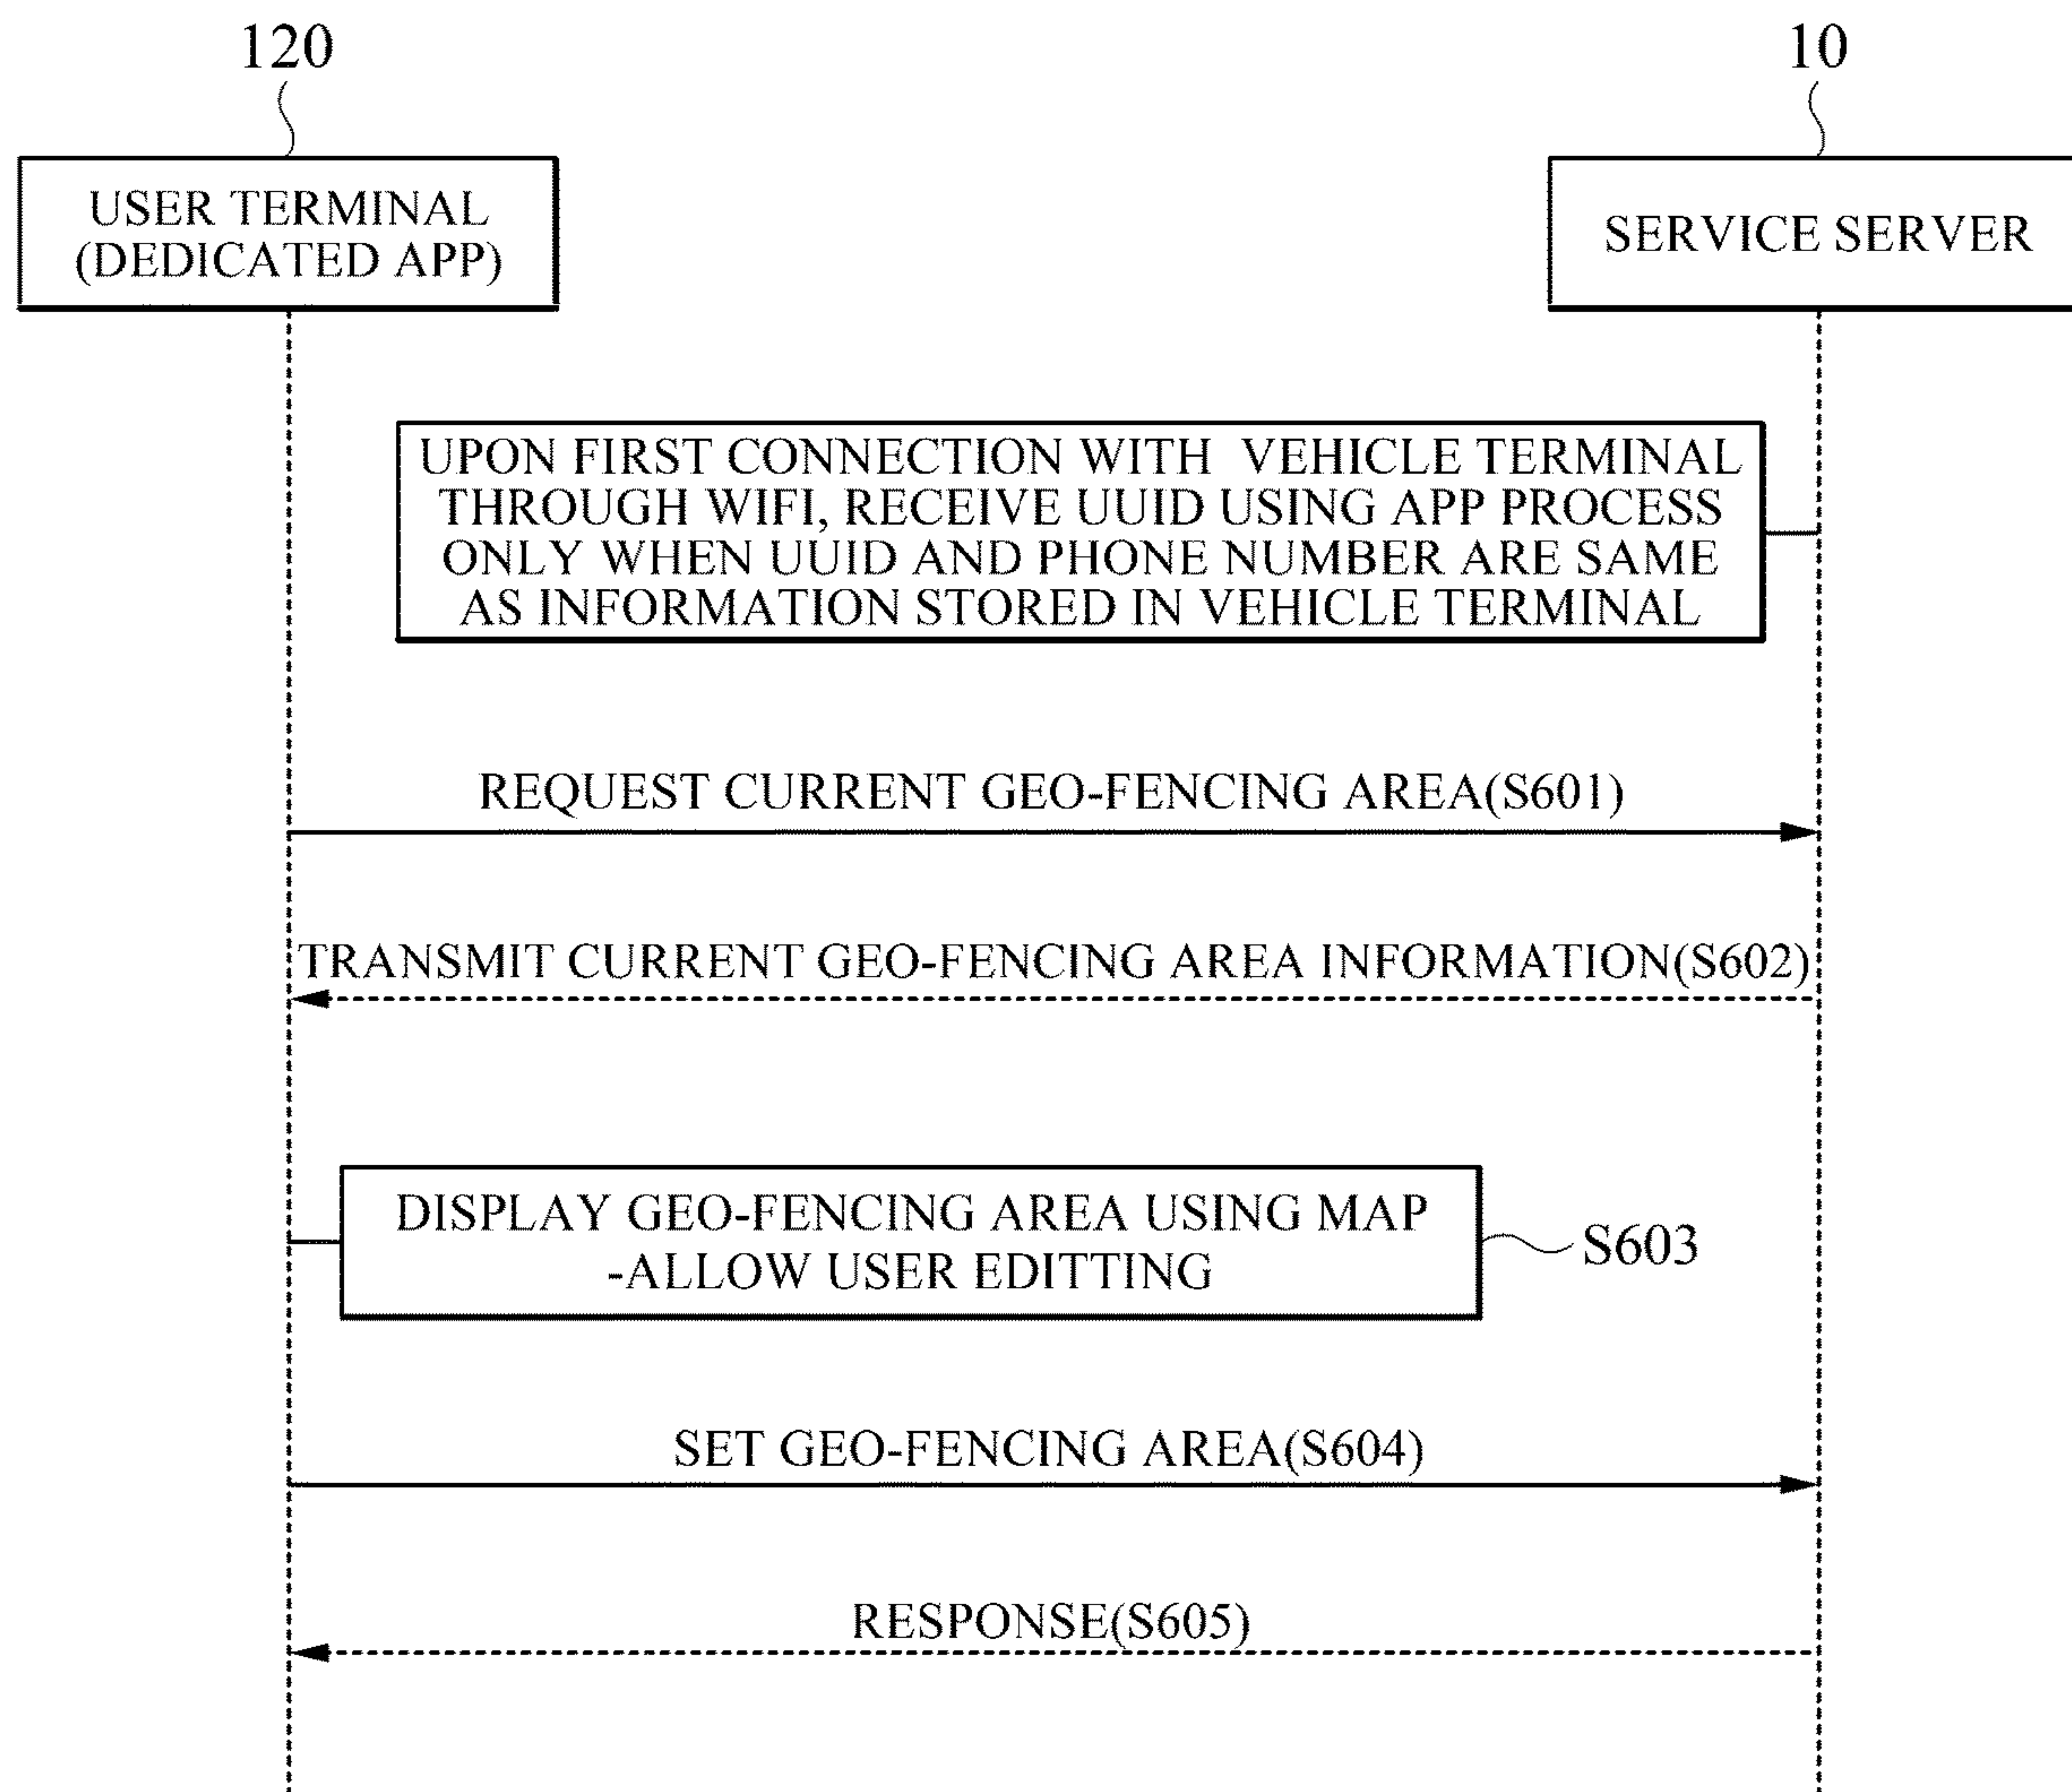 120
10
USER TERMINAL
(DEDICATED APP)
SERVICE SERVER
UPON FIRST CONNECTION WITH VEHICLE TERMINAL
THROUGH WIFI, RECEIVE UUID USING APP PROCESS
ONLY WHEN UUID AND PHONE NUMBER ARE SAME
AS INFORMATION STORED IN VEHICLE TERMINAL
REQUEST CURRENT GEO-FENCING AREA(S601)
TRANSMIT CURRENT GEO-FENCING AREA INFORMATION(S602)
DISPLAY GEO-FENCING AREA USING MAP
-ALLOW USER EDITTING
S603
SET GEO-FENCING AREA(S604)
RESPONSE(S605)